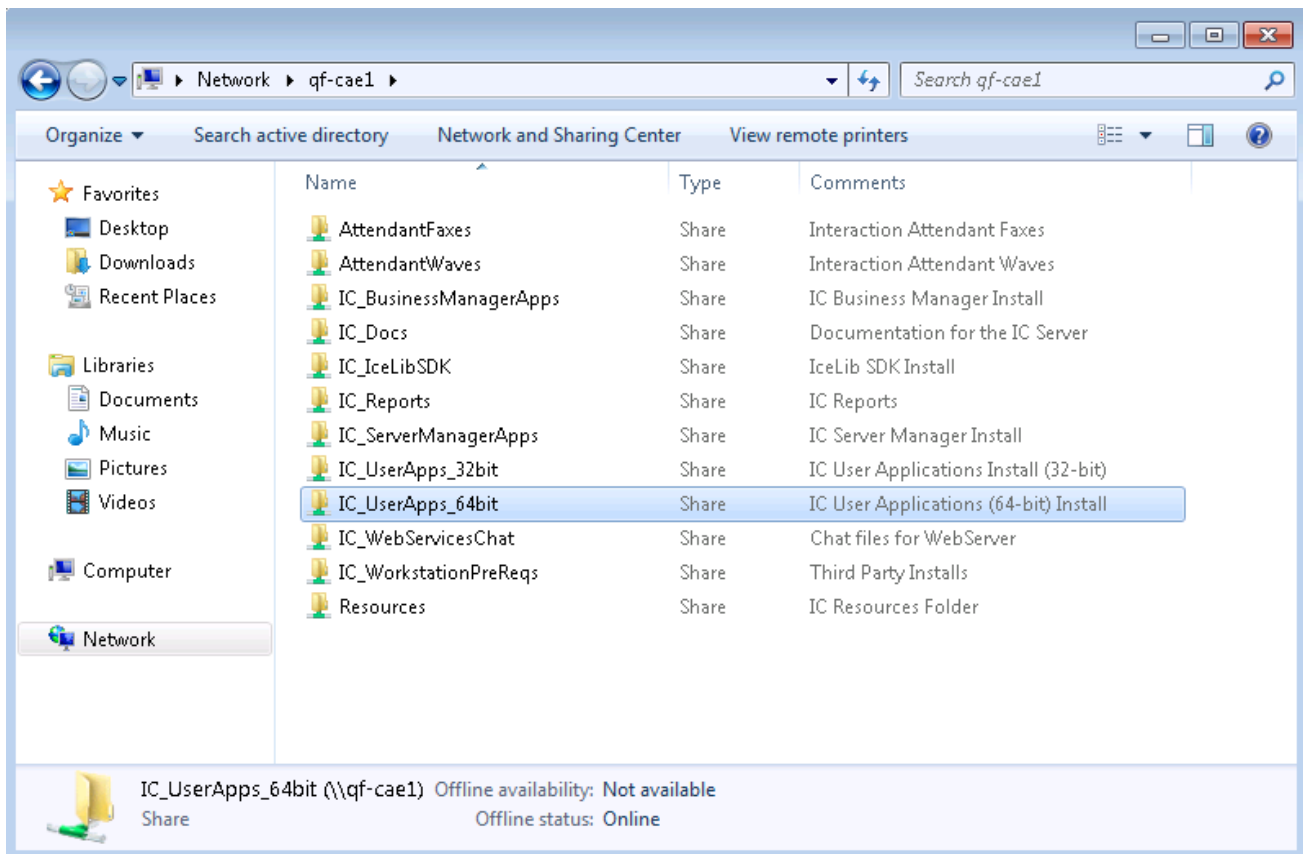 Network qf-cae1 Search qf-cae1
Organize Search active directory Network and Sharing Center View remote printers
Favorites
Desktop
Downloads
Recent Places
Libraries
Documents
Music
Pictures
Videos
Computer
Network
Name Type Comments
AttendantFaxes Share Interaction Attendant Faxes
AttendantWaves Share Interaction Attendant Waves
IC_BusinessManagerApps Share IC Business Manager Install
IC_Docs Share Documentation for the IC Server
IC_IceLibSDK Share IceLib SDK Install
IC_Reports Share IC Reports
IC_ServerManagerApps Share IC Server Manager Install
IC_UserApps_32bit Share IC User Applications Install (32-bit)
IC_UserApps_64bit Share IC User Applications (64-bit) Install
IC_WebServicesChat Share Chat files for WebServer
IC_WorkstationPreReqs Share Third Party Installs
Resources Share IC Resources Folder
IC_UserApps_64bit (\\qf-cae1) Offline availability: Not available
Share Offline status: Online